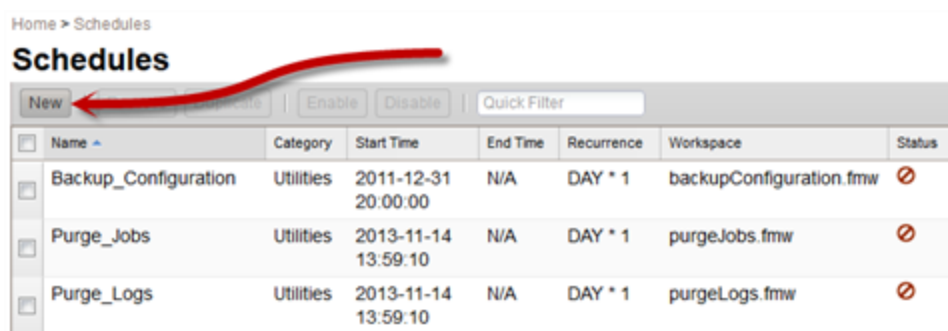 Home > Schedules
Schedules
New Duplicate Enable Disable Quick Filter
Name Category Start Time End Time Recurrence Workspace Status
Backup_Configuration Utilities 2011-12-31 N/A DAY * 1 backupConfiguration.fmw
20:00:00
Purge_Jobs Utilities 2013-11-14 N/A DAY * 1 purgeJobs.fmw
13:59:10
Purge_Logs Utilities 2013-11-14 N/A DAY * 1 purgeLogs.fmw
13:59:10